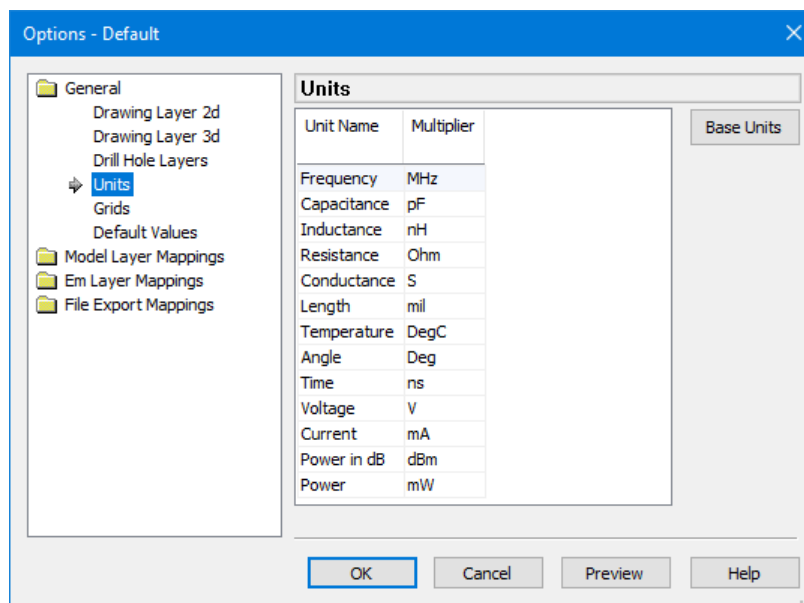 Options - Default
General
Drawing Layer 2d
Drawing Layer 3d
Drill Hole Layers
Units
Grids
Default Values
Model Layer Mappings
Em Layer Mappings
File Export Mappings
Units
Unit Name Multiplier
Frequency MHz
Capacitance pF
Inductance nH
Resistance Ohm
Conductance S
Length mil
Temperature DegC
Angle Deg
Time ns
Voltage V
Current mA
Power in dB dBm
Power mW
Base Units
OK Cancel Preview Help